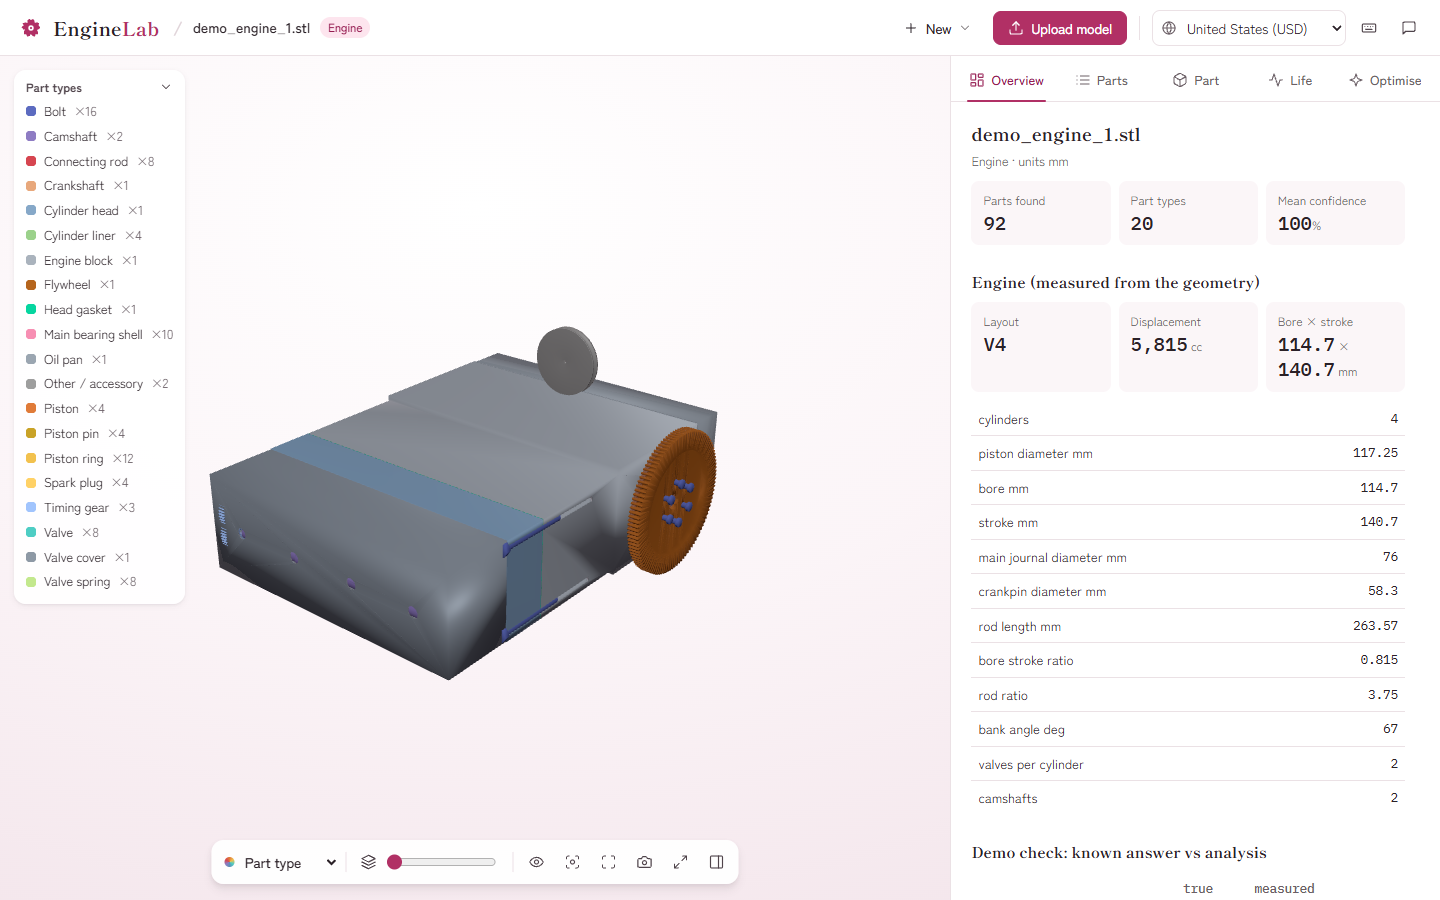 EngineLab / demo_engine_1.stl Engine
New
Upload model
United States (USD)
Part types
Bolt ×16
Camshaft ×2
Connecting rod ×8
Crankshaft ×1
Cylinder head ×1
Cylinder liner ×4
Engine block ×1
Flywheel ×1
Head gasket ×1
Main bearing shell ×10
Oil pan ×1
Other / accessory ×2
Piston ×4
Piston pin ×4
Piston ring ×12
Spark plug ×4
Timing gear ×3
Valve ×8
Valve cover ×1
Valve spring ×8
Part type
Overview Parts Part Life Optimise
demo_engine_1.stl
Engine · units mm
Parts found
92
Part types
20
Mean confidence
100%
Engine (measured from the geometry)
Layout
V4
Displacement
5,815 cc
Bore × stroke
114.7 ×
140.7 mm
cylinders 4
piston diameter mm 117.25
bore mm 114.7
stroke mm 140.7
main journal diameter mm 76
crankpin diameter mm 58.3
rod length mm 263.57
bore stroke ratio 0.815
rod ratio 3.75
bank angle deg 67
valves per cylinder 2
camshafts 2
Demo check: known answer vs analysis
true measured